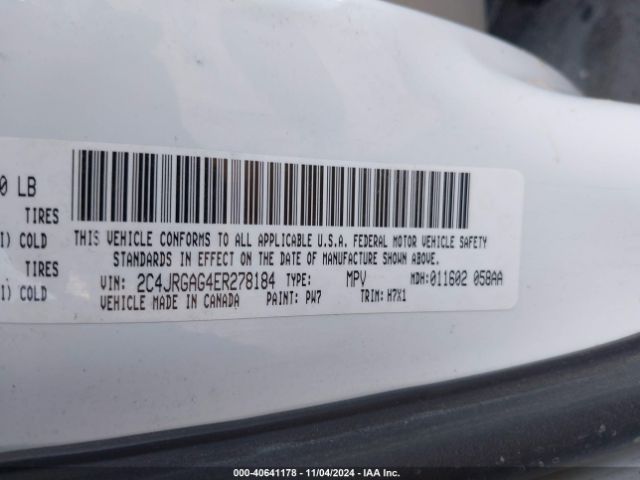 0 LB
TIRES
I) COLD
TIRES
I) COLD
THIS VEHICLE CONFORMS TO ALL APPLICABLE U.S.A. FEDERAL MOTOR VEHICLE SAFETY
STANDARDS IN EFFECT ON THE DATE OF MANUFACTURE SHOWN ABOVE.
VIN: 2C4JRGAG4ER278184 TYPE: MPV MDH:011602 058AA
VEHICLE MADE IN CANADA PAINT: PW7 TRIM: H7X1
000-40641178 - 11/04/2024 - IAA Inc.